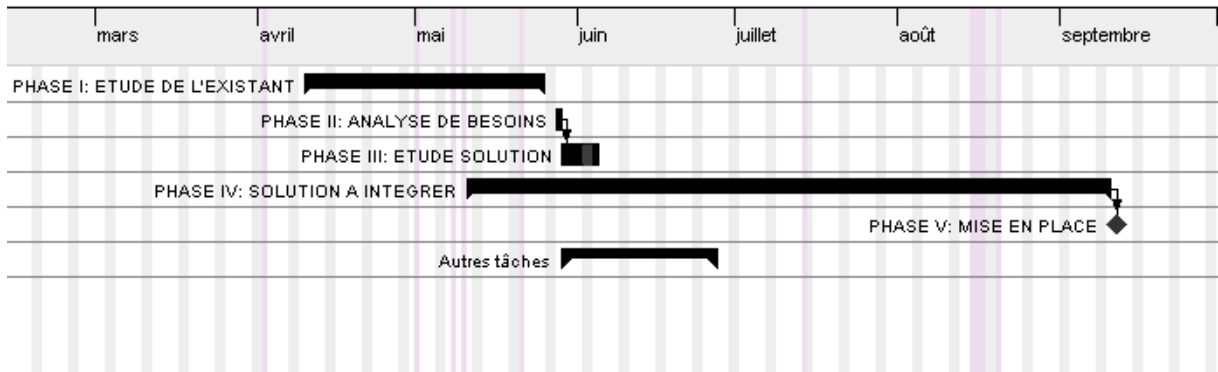 mars avril mai juin juillet août septembre
PHASE I: ETUDE DE L'EXISTANT
PHASE II: ANALYSE DE BESOINS
PHASE III: ETUDE SOLUTION
PHASE IV: SOLUTION A INTEGRER
PHASE V: MISE EN PLACE
Autres tâches